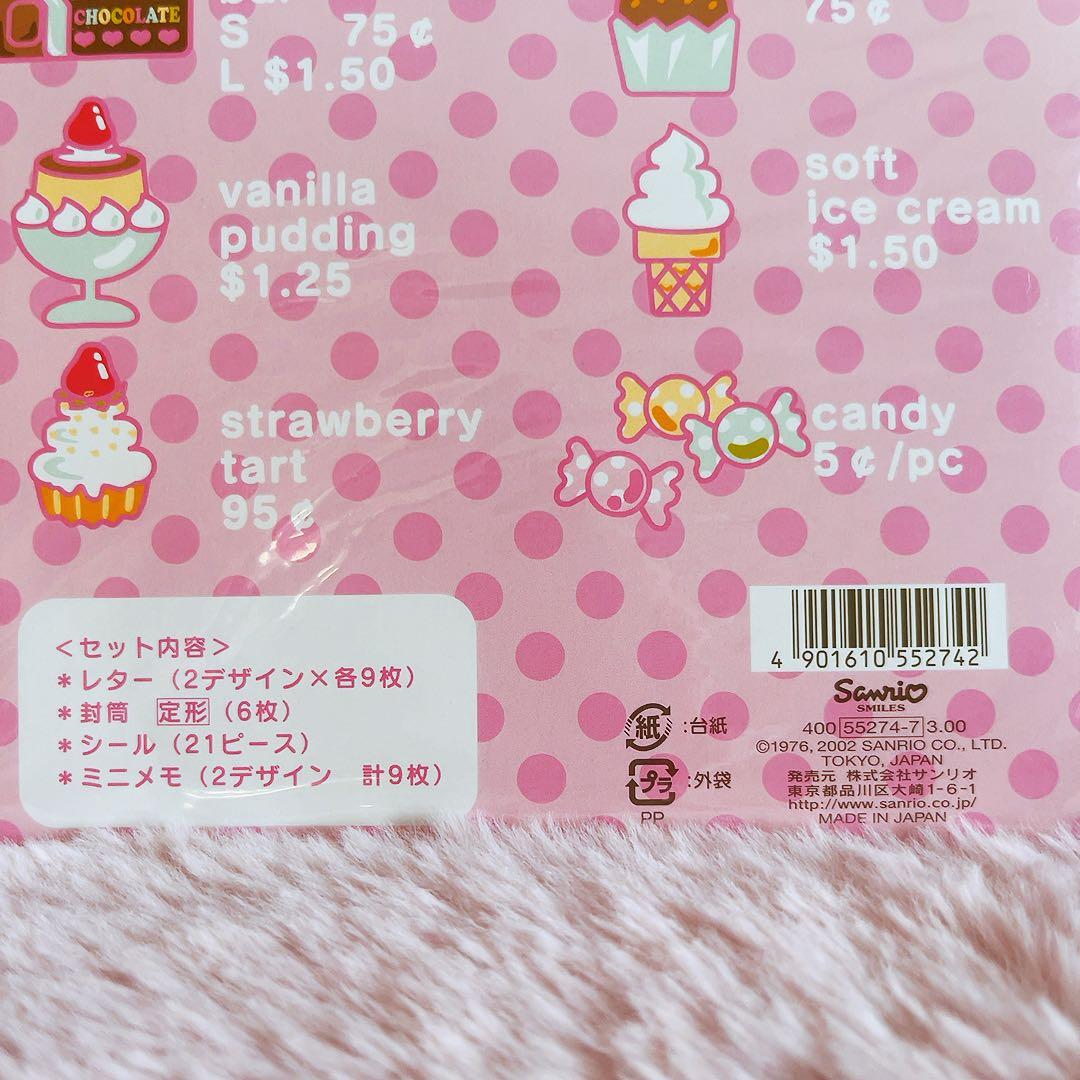 CHOCOLATE
S 75¢
L $1.50
75¢
vanilla
pudding
$1.25
soft
ice cream
$1.50
strawberry
tart
95¢
candy
5¢/pc
＜セット内容＞
＊レター（2デザイン×各9枚）
＊封筒 定形（6枚）
＊シール（21ピース）
＊ミニメモ（2デザイン 計9枚）
紙：台紙
プラ：外袋
PP
4 901610 552742
Sanrio
SMILES
400 55274-7 3.00
©1976, 2002 SANRIO CO., LTD.
TOKYO, JAPAN
発売元 株式会社サンリオ
東京都品川区大崎1-6-1
http://www.sanrio.co.jp/
MADE IN JAPAN